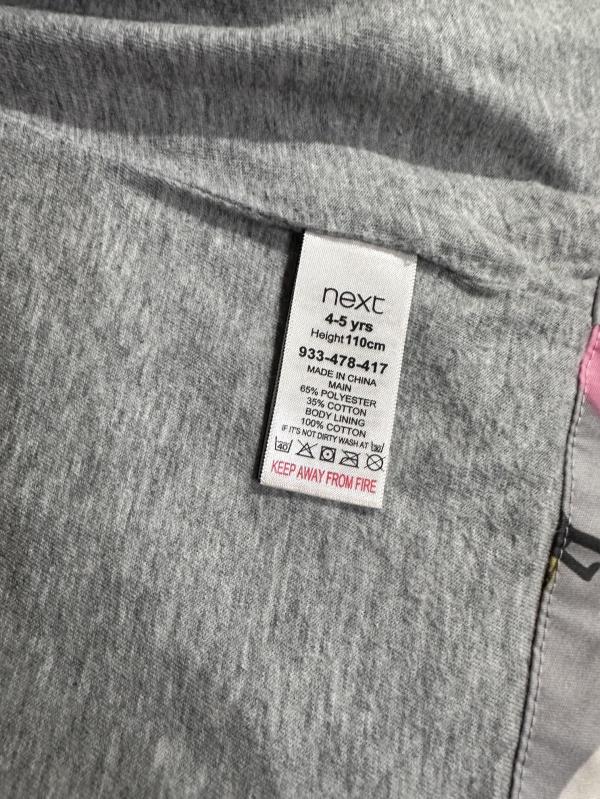 next
4-5 yrs
Height 110cm
933-478-417
MADE IN CHINA
MAIN
65% POLYESTER
35% COTTON
BODY LINING
100% COTTON
IF IT'S NOT DIRTY WASH AT 30
40
KEEP AWAY FROM FIRE